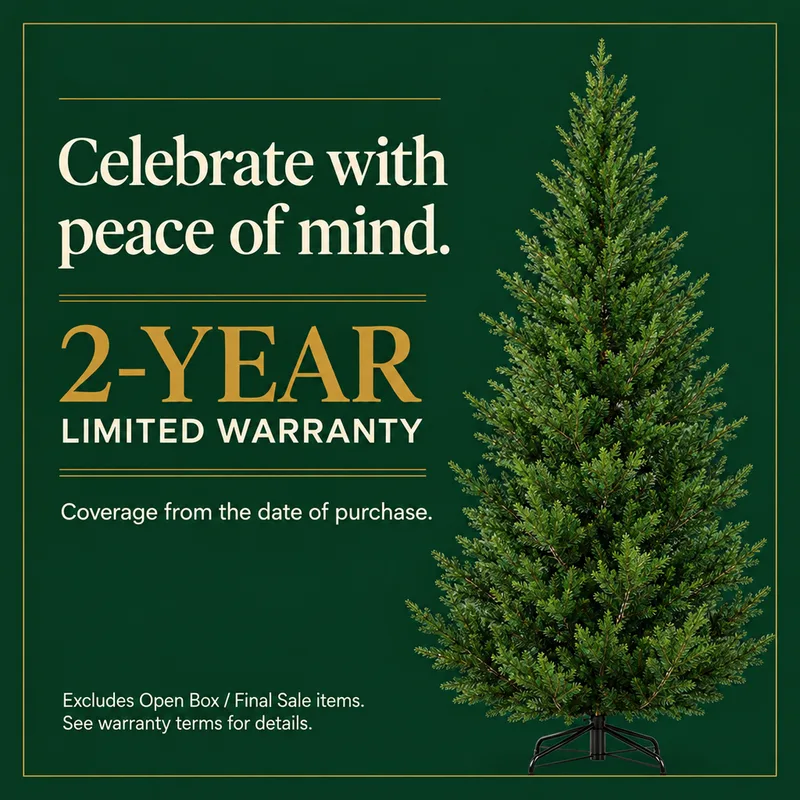 Celebrate with
peace of mind.
2-YEAR
LIMITED WARRANTY
Coverage from the date of purchase.
Excludes Open Box / Final Sale items.
See warranty terms for details.